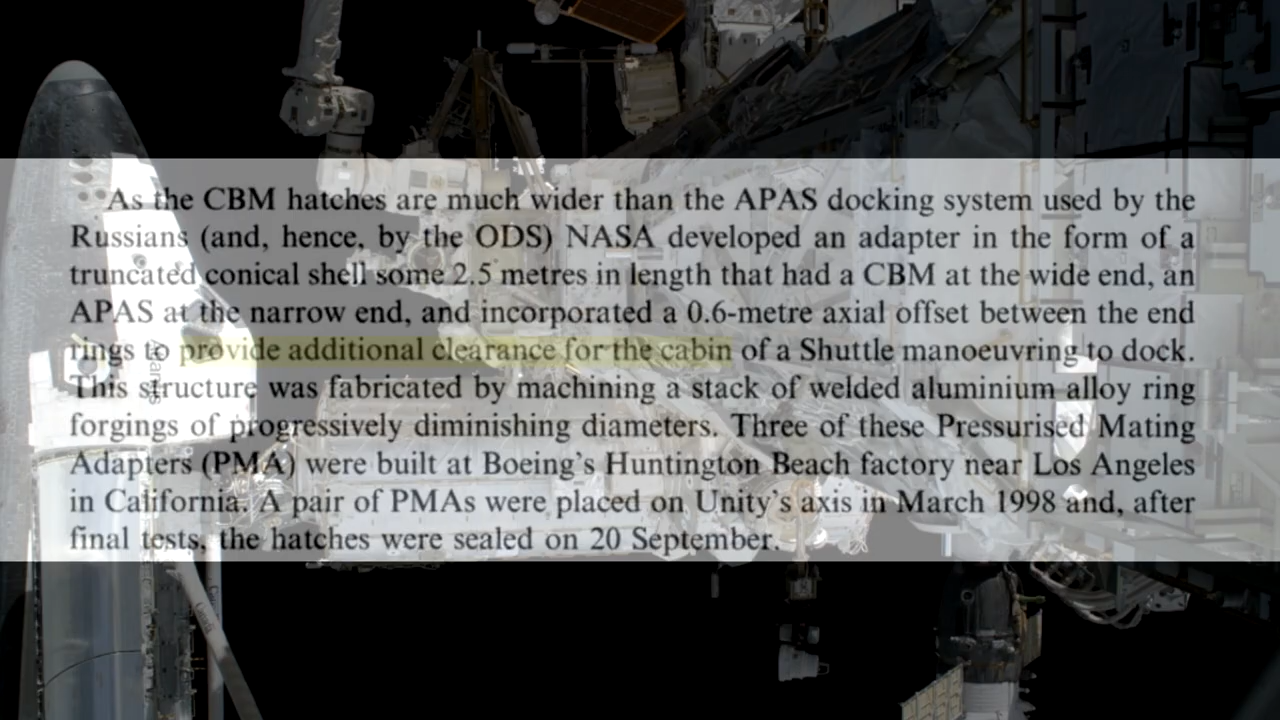 As the CBM hatches are much wider than the APAS docking system used by the
Russians (and, hence, by the ODS) NASA developed an adapter in the form of a
truncated conical shell some 2.5 metres in length that had a CBM at the wide end, an
APAS at the narrow end, and incorporated a 0.6-metre axial offset between the end
rings to provide additional clearance for the cabin of a Shuttle manoeuvring to dock.
This structure was fabricated by machining a stack of welded aluminium alloy ring
forgings of progressively diminishing diameters. Three of these Pressurised Mating
Adapters (PMA) were built at Boeing's Huntington Beach factory near Los Angeles
in California. A pair of PMAs were placed on Unity's axis in March 1998 and, after
final tests, the hatches were sealed on 20 September.